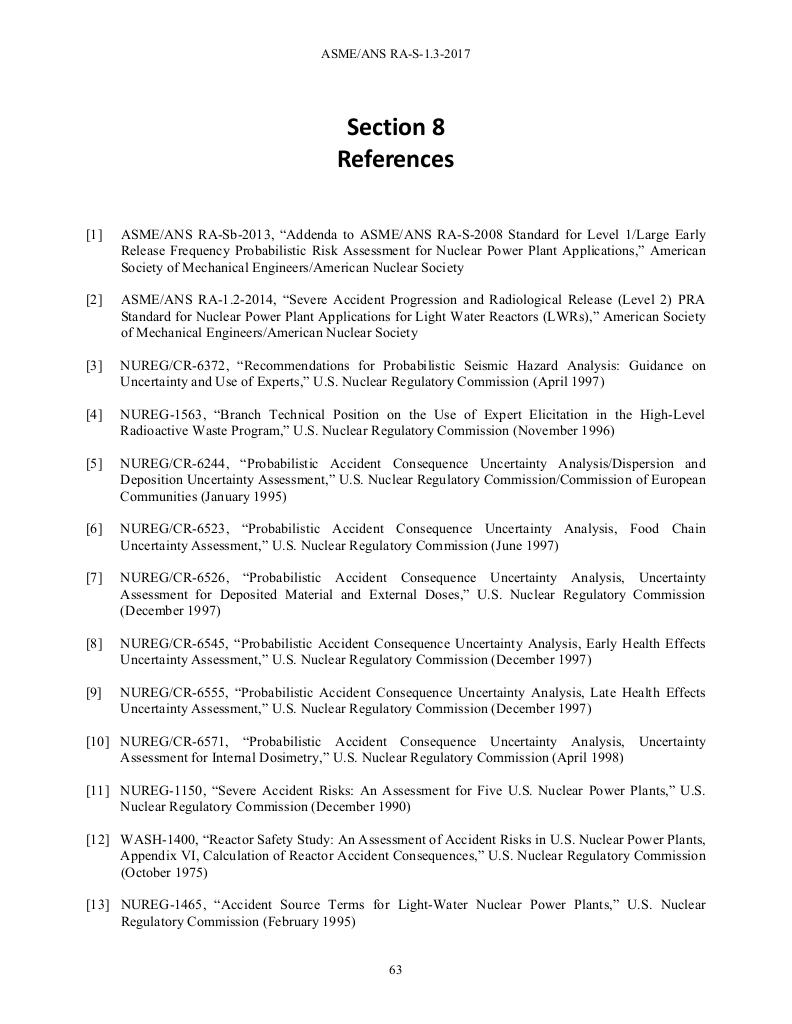 ASME/ANS RA-S-1.3-2017
Section 8
References
[1] ASME/ANS RA-Sb-2013, “Addenda to ASME/ANS RA-S-2008 Standard for Level 1/Large Early
Release Frequency Probabilistic Risk Assessment for Nuclear Power Plant Applications,” American
Society of Mechanical Engineers/American Nuclear Society
[2] ASME/ANS RA-1.2-2014, “Severe Accident Progression and Radiological Release (Level 2) PRA
Standard for Nuclear Power Plant Applications for Light Water Reactors (LWRs),” American Society
of Mechanical Engineers/American Nuclear Society
[3] NUREG/CR-6372, “Recommendations for Probabilistic Seismic Hazard Analysis: Guidance on
Uncertainty and Use of Experts,” U.S. Nuclear Regulatory Commission (April 1997)
[4] NUREG-1563, “Branch Technical Position on the Use of Expert Elicitation in the High-Level
Radioactive Waste Program,” U.S. Nuclear Regulatory Commission (November 1996)
[5] NUREG/CR-6244, “Probabilistic Accident Consequence Uncertainty Analysis/Dispersion and
Deposition Uncertainty Assessment,” U.S. Nuclear Regulatory Commission/Commission of European
Communities (January 1995)
[6] NUREG/CR-6523, “Probabilistic Accident Consequence Uncertainty Analysis, Food Chain
Uncertainty Assessment,” U.S. Nuclear Regulatory Commission (June 1997)
[7] NUREG/CR-6526, “Probabilistic Accident Consequence Uncertainty Analysis, Uncertainty
Assessment for Deposited Material and External Doses,” U.S. Nuclear Regulatory Commission
(December 1997)
[8] NUREG/CR-6545, “Probabilistic Accident Consequence Uncertainty Analysis, Early Health Effects
Uncertainty Assessment,” U.S. Nuclear Regulatory Commission (December 1997)
[9] NUREG/CR-6555, “Probabilistic Accident Consequence Uncertainty Analysis, Late Health Effects
Uncertainty Assessment,” U.S. Nuclear Regulatory Commission (December 1997)
[10] NUREG/CR-6571, “Probabilistic Accident Consequence Uncertainty Analysis, Uncertainty
Assessment for Internal Dosimetry,” U.S. Nuclear Regulatory Commission (April 1998)
[11] NUREG-1150, “Severe Accident Risks: An Assessment for Five U.S. Nuclear Power Plants,” U.S.
Nuclear Regulatory Commission (December 1990)
[12] WASH-1400, “Reactor Safety Study: An Assessment of Accident Risks in U.S. Nuclear Power Plants,
Appendix VI, Calculation of Reactor Accident Consequences,” U.S. Nuclear Regulatory Commission
(October 1975)
[13] NUREG-1465, “Accident Source Terms for Light-Water Nuclear Power Plants,” U.S. Nuclear
Regulatory Commission (February 1995)
63